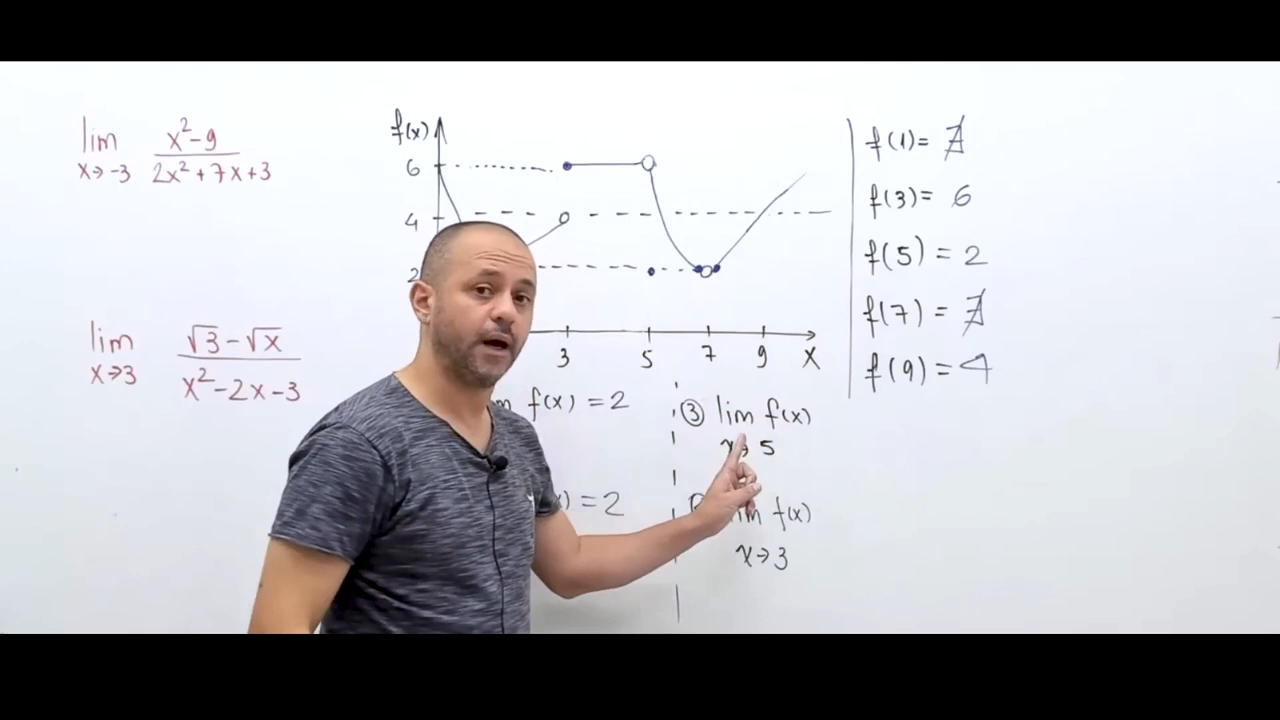 lim x→-3 (x²-9)/(2x²+7x+3)
lim x→3 (√3-√x)/(x²-2x-3)
f(x)
6
4
2
3 5 7 9 x
f(x) = 2
) = 2
③ lim f(x)
x→5
f(x)
x→3
f(1) = ∄
f(3) = 6
f(5) = 2
f(7) = ∄
f(9) = 4